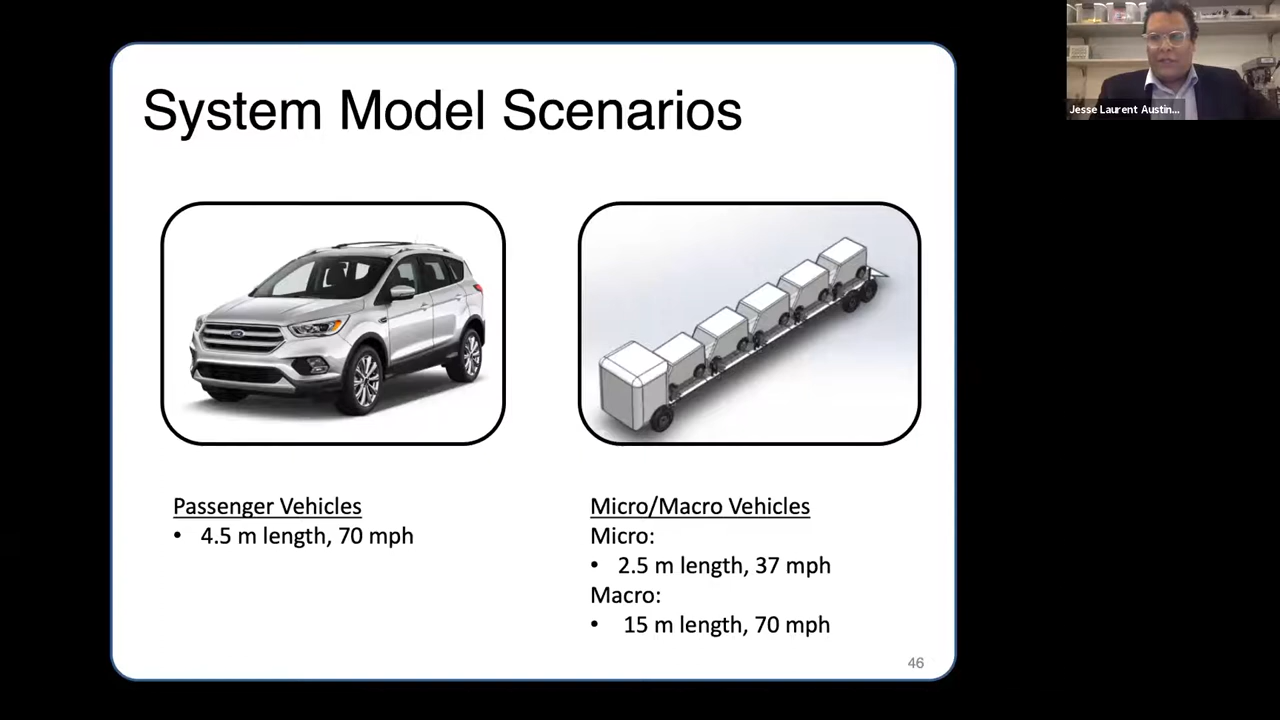 System Model Scenarios
Passenger Vehicles
• 4.5 m length, 70 mph
Micro/Macro Vehicles
Micro:
• 2.5 m length, 37 mph
Macro:
• 15 m length, 70 mph
46
Jesse Laurent Austin...